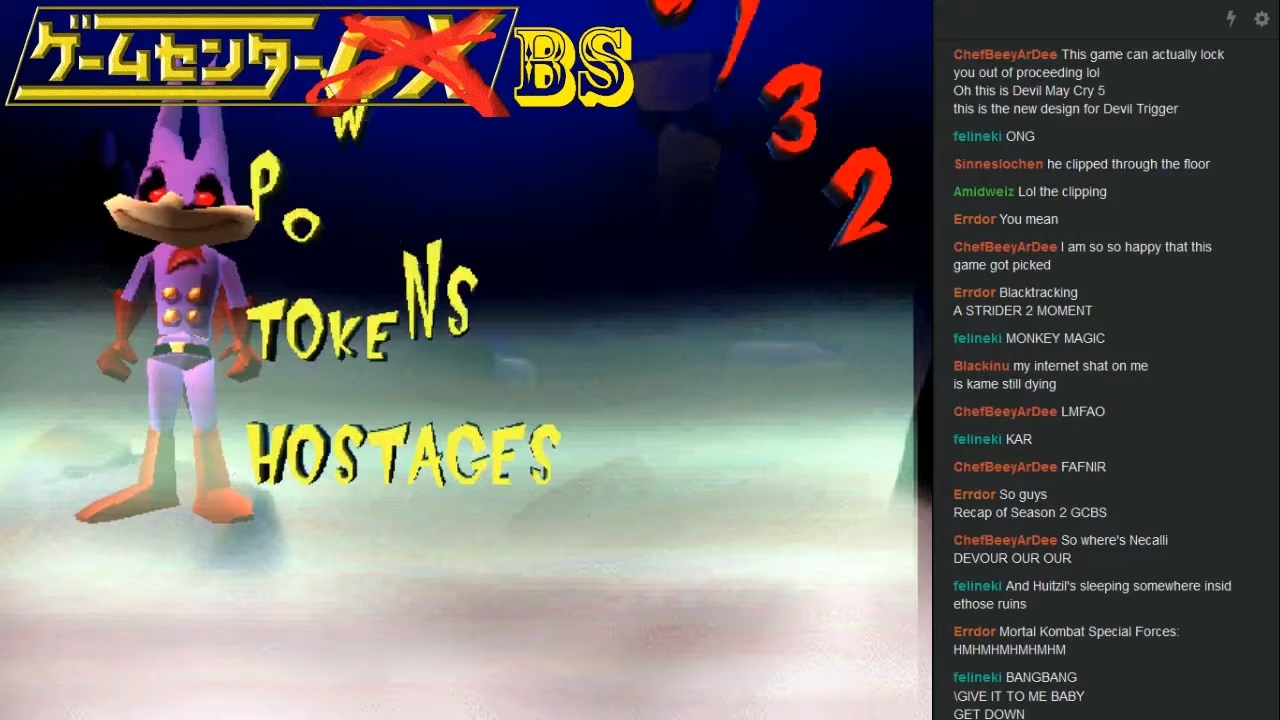 ゲームセンターDX BS
W
9/32
PO
TOKENS
HOSTAGES
ChefBeeyArDee This game can actually lock
you out of proceeding lol
Oh this is Devil May Cry 5
this is the new design for Devil Trigger
felineki ONG
Sinneslochen he clipped through the floor
Amidweiz Lol the clipping
Errdor You mean
ChefBeeyArDee I am so so happy that this
game got picked
Errdor Blacktracking
A STRIDER 2 MOMENT
felineki MONKEY MAGIC
Blackinu my internet shat on me
is kame still dying
ChefBeeyArDee LMFAO
felineki KAR
ChefBeeyArDee FAFNIR
Errdor So guys
Recap of Season 2 GCBS
ChefBeeyArDee So where's Necalli
DEVOUR OUR OUR
felineki And Huitzil's sleeping somewhere insid
ethose ruins
Errdor Mortal Kombat Special Forces:
HMHMHMHMHMHM
felineki BANGBANG
\GIVE IT TO ME BABY
GET DOWN